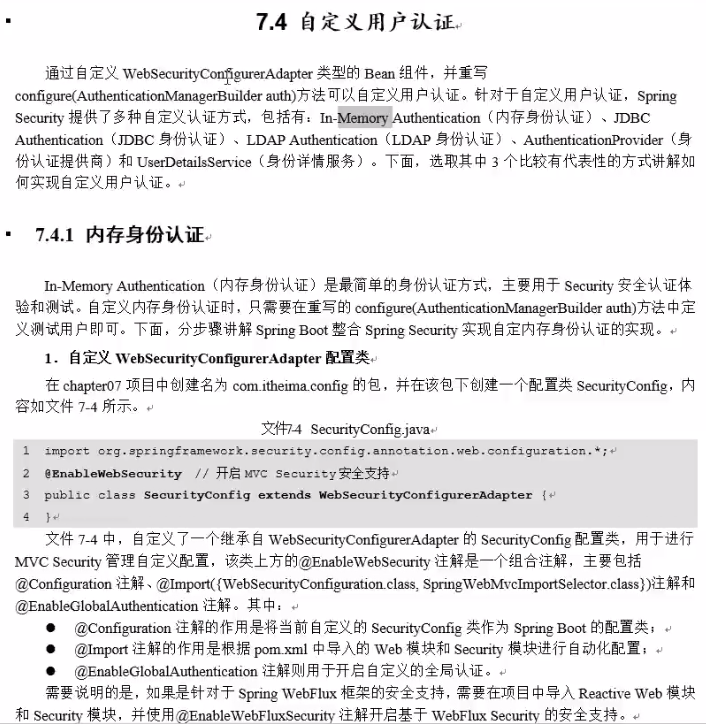 7.4 自定义用户认证
通过自定义 WebSecurityConfigurerAdapter 类型的 Bean 组件，并重写
configure(AuthenticationManagerBuilder auth)方法可以自定义用户认证。针对于自定义用户认证，Spring
Security 提供了多种自定义认证方式，包括有：In-Memory Authentication（内存身份认证）、JDBC
Authentication（JDBC 身份认证）、LDAP Authentication（LDAP 身份认证）、AuthenticationProvider（身
份认证提供商）和 UserDetailsService（身份详情服务）。下面，选取其中 3 个比较有代表性的方式讲解如
何实现自定义用户认证。
7.4.1 内存身份认证
In-Memory Authentication（内存身份认证）是最简单的身份认证方式，主要用于 Security 安全认证体
验和测试。自定义内存身份认证时，只需要在重写的 configure(AuthenticationManagerBuilder auth)方法中定
义测试用户即可。下面，分步骤讲解 Spring Boot 整合 Spring Security 实现自定内存身份认证的实现。
1．自定义 WebSecurityConfigurerAdapter 配置类
在 chapter07 项目中创建名为 com.itheima.config 的包，并在该包下创建一个配置类 SecurityConfig，内
容如文件 7-4 所示。
文件7-4 SecurityConfig.java
1 import org.springframework.security.config.annotation.web.configuration.*;
2 @EnableWebSecurity // 开启 MVC Security 安全支持
3 public class SecurityConfig extends WebSecurityConfigurerAdapter {
4 }
文件 7-4 中，自定义了一个继承自 WebSecurityConfigurerAdapter 的 SecurityConfig 配置类，用于进行
MVC Security 管理自定义配置，该类上方的@EnableWebSecurity 注解是一个组合注解，主要包括
@Configuration 注解、@Import({WebSecurityConfiguration.class, SpringWebMvcImportSelector.class})注解和
@EnableGlobalAuthentication 注解。其中：
● @Configuration 注解的作用是将当前自定义的 SecurityConfig 类作为 Spring Boot 的配置类；
● @Import 注解的作用是根据 pom.xml 中导入的 Web 模块和 Security 模块进行自动化配置；
● @EnableGlobalAuthentication 注解则用于开启自定义的全局认证。
需要说明的是，如果是针对于 Spring WebFlux 框架的安全支持，需要在项目中导入 Reactive Web 模块
和 Security 模块，并使用@EnableWebFluxSecurity 注解开启基于 WebFlux Security 的安全支持。